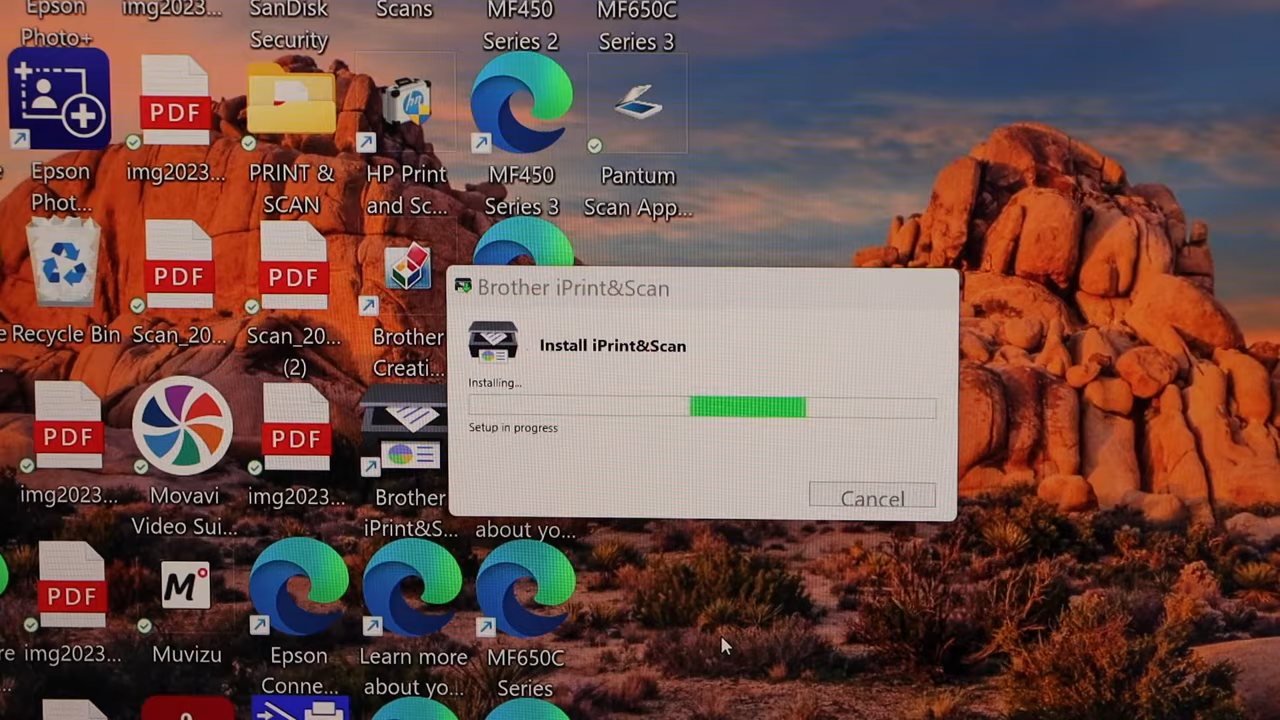 Epson
Photo+
img2023...
SanDisk
Security
Scans
MF450
Series 2
MF650C
Series 3
PDF
Epson
Phot...
img2023...
PRINT &
SCAN
hp
HP Print
and Sc...
MF450
Series 3
Pantum
Scan App...
PDF
PDF
e Recycle Bin
Scan_20...
Scan_20...
(2)
Brother
Creati...
Brother iPrint&Scan
Install iPrint&Scan
Installing...
Setup in progress
Cancel
PDF
PDF
img2023...
Movavi
Video Sui...
img2023...
Brother
iPrint&S...
about yo...
PDF
M
re img2023...
Muvizu
Epson
Conne...
Learn more
about yo...
MF650C
Series